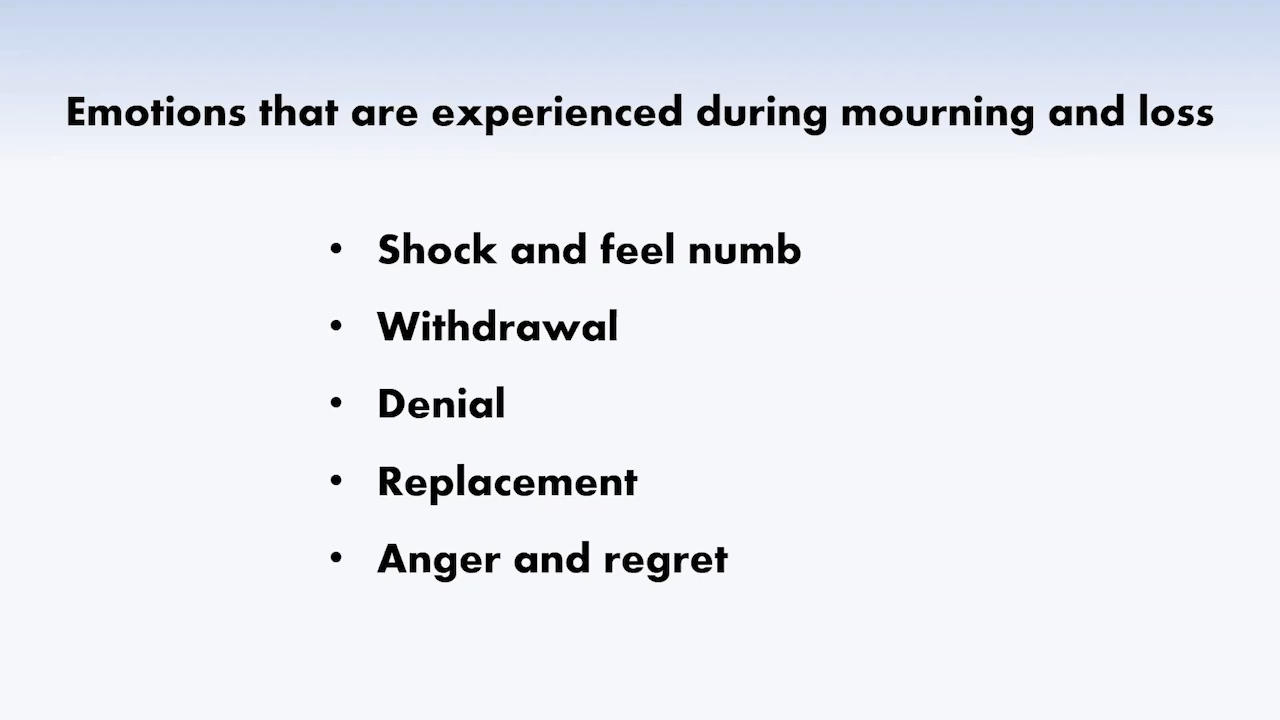 Emotions that are experienced during mourning and loss
• Shock and feel numb
• Withdrawal
• Denial
• Replacement
• Anger and regret